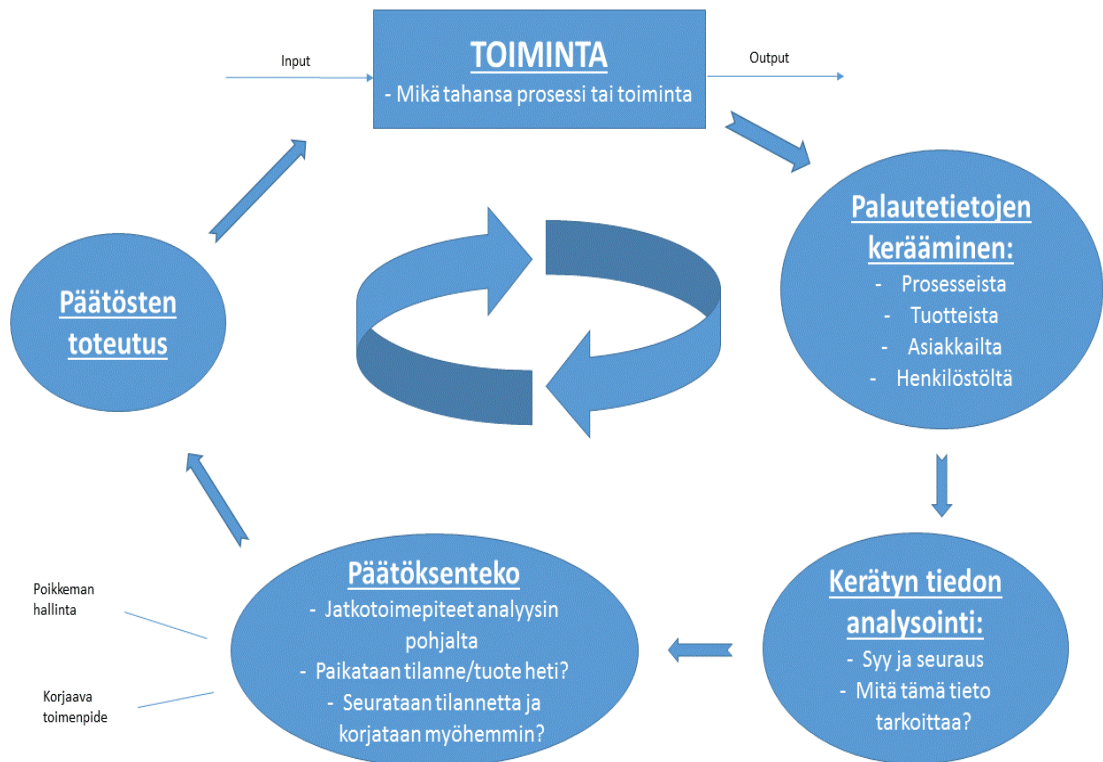 Input
TOIMINTA
- Mikä tahansa prosessi tai toiminta
Output
Palautetietojen
kerääminen:
- Prosesseista
- Tuotteista
- Asiakkailta
- Henkilöstöltä
Kerätyn tiedon
analysointi:
- Syy ja seuraus
- Mitä tämä tieto
tarkoittaa?
Päätöksenteko
- Jatkotoimepiteet analyysin
pohjalta
- Paikataan tilanne/tuote heti?
- Seurataan tilannetta ja
korjataan myöhemmin?
Poikkeman
hallinta
Korjaava
toimenpide
Päätösten
toteutus